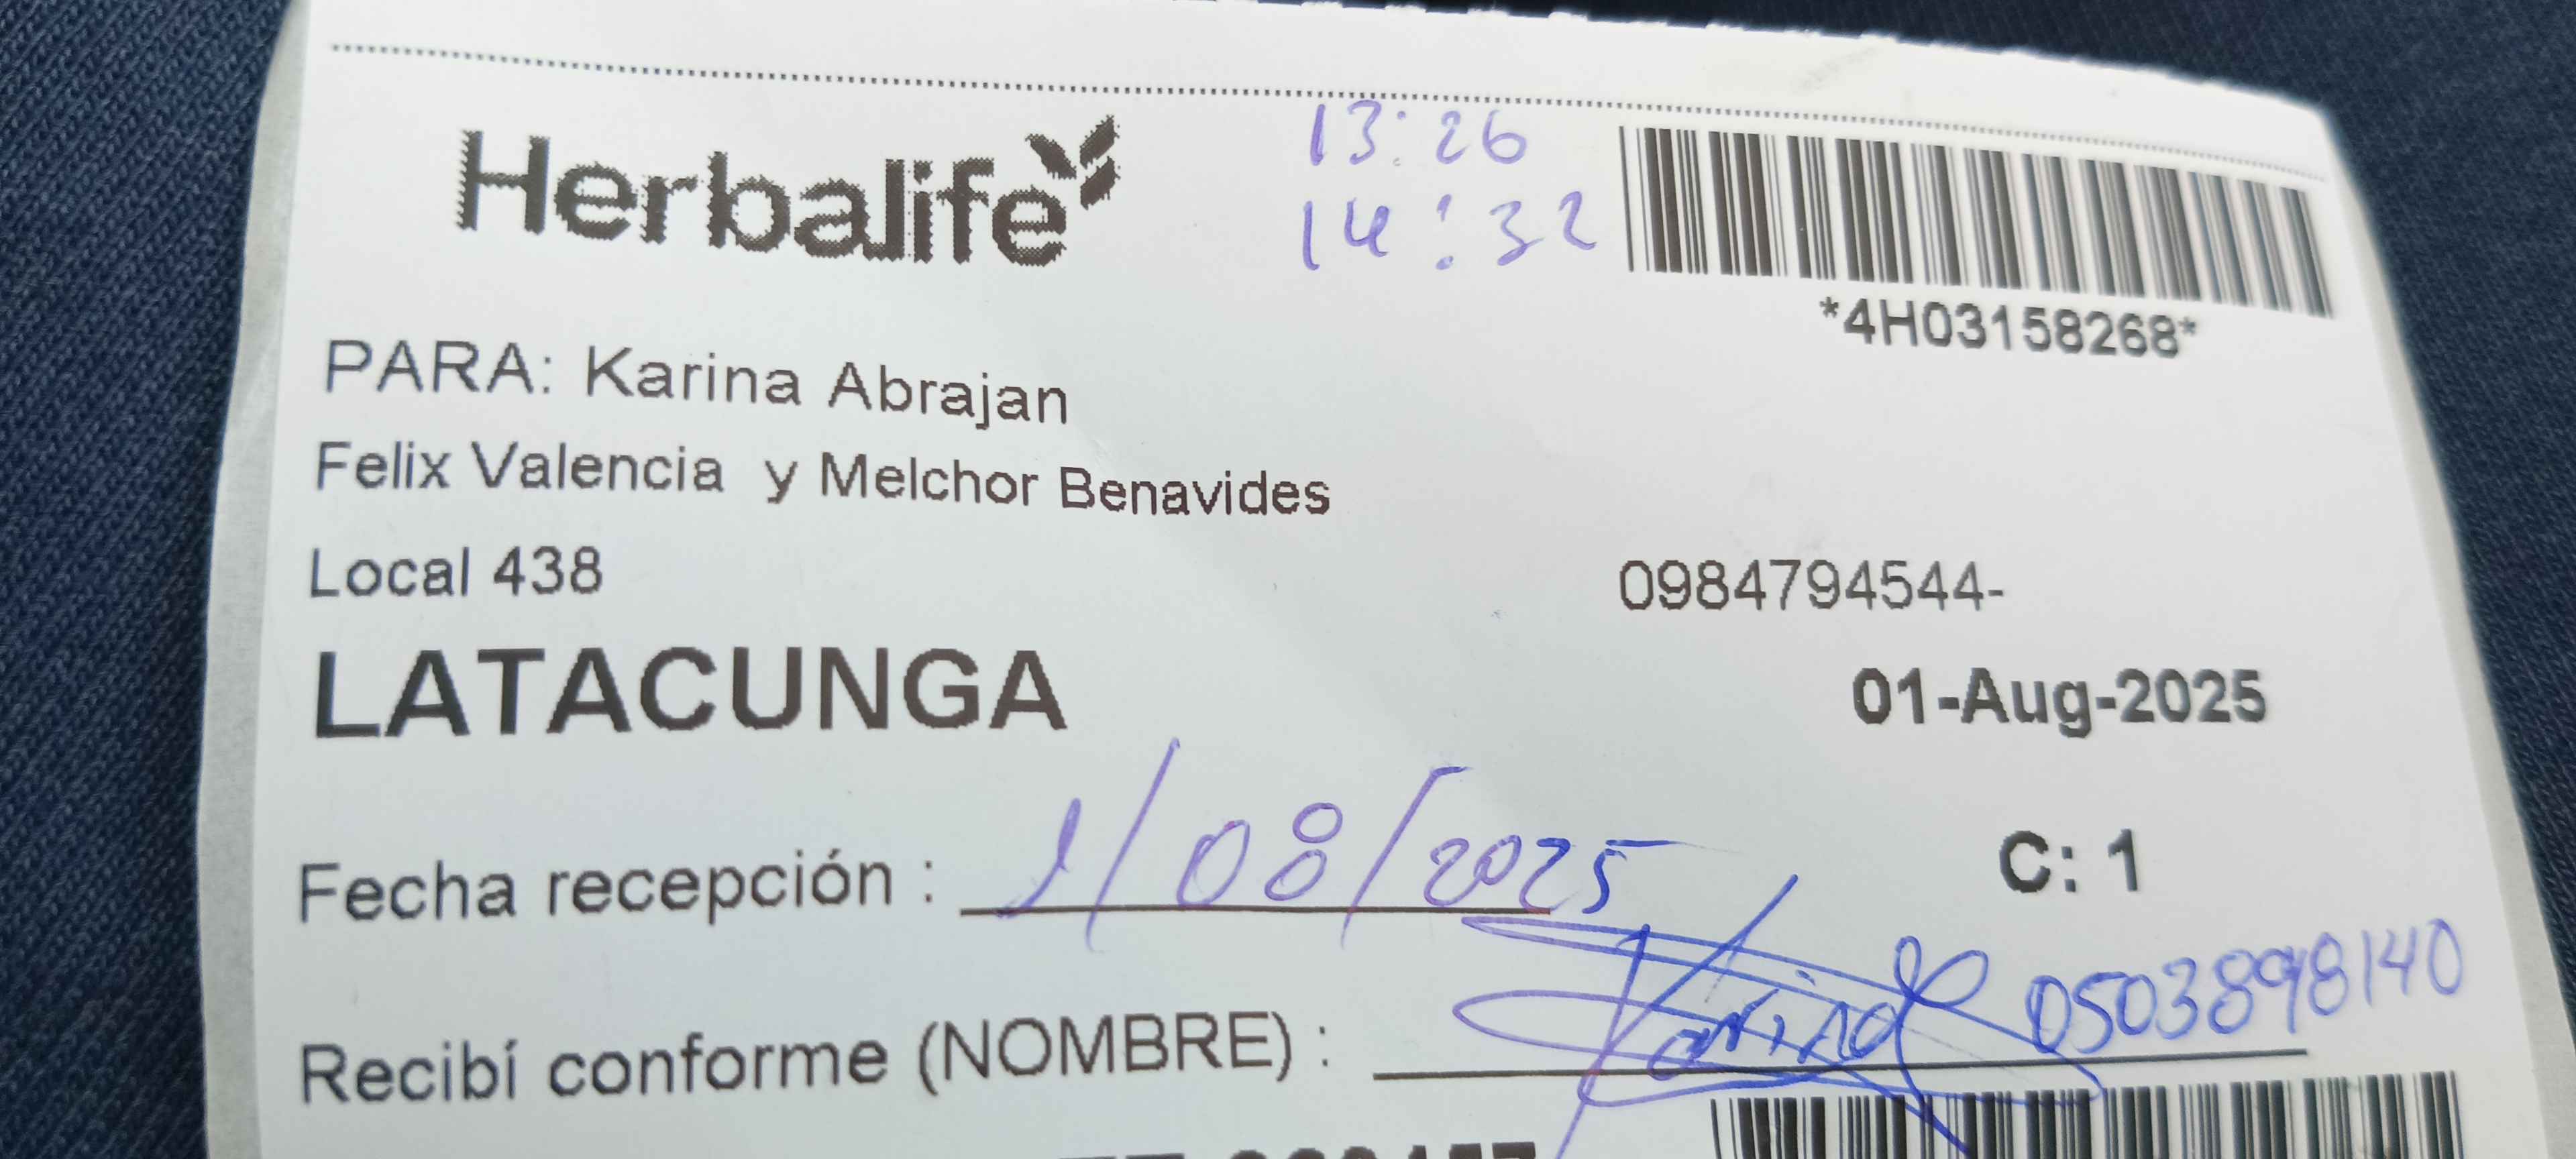 Herbalife
13:26
14:32
*4H03158268*
PARA: Karina Abrajan
Felix Valencia y Melchor Benavides
Local 438
0984794544-
LATACUNGA
01-Aug-2025
Fecha recepción : 1/08/2025
C: 1
Recibí conforme (NOMBRE) : Karina 0503898140